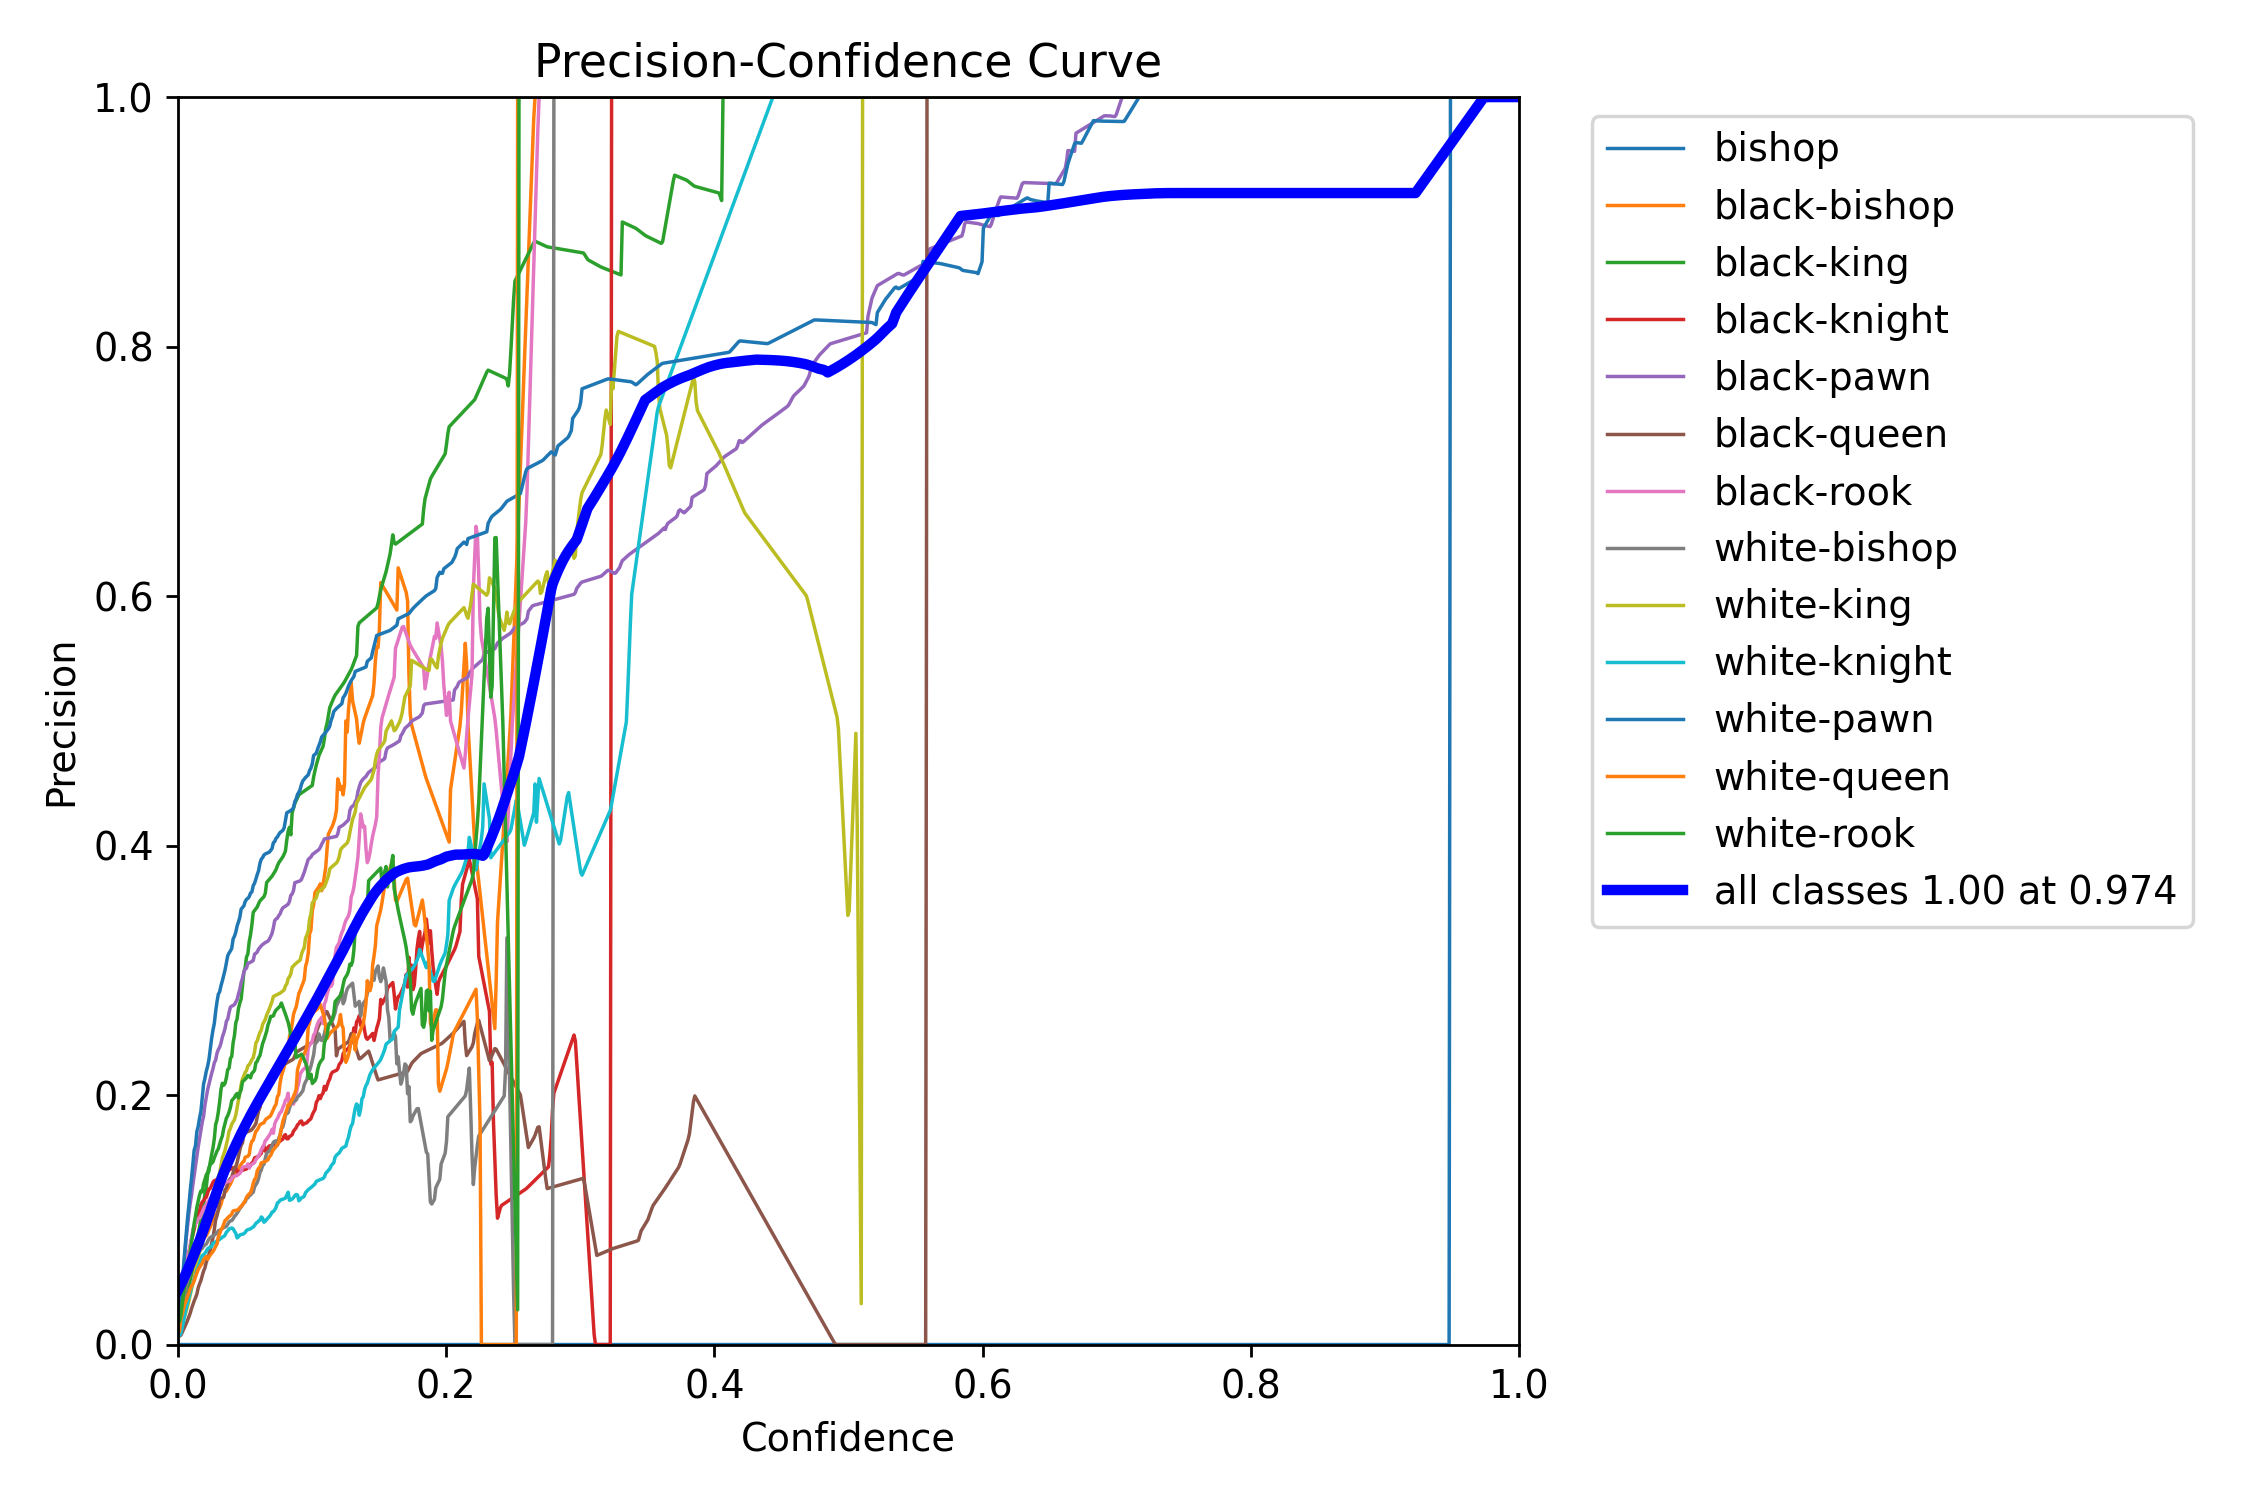 Precision-Confidence Curve
1.0
0.8
0.6
0.4
0.2
0.0
Precision
0.0 0.2 0.4 0.6 0.8 1.0
Confidence
bishop
black-bishop
black-king
black-knight
black-pawn
black-queen
black-rook
white-bishop
white-king
white-knight
white-pawn
white-queen
white-rook
all classes 1.00 at 0.974